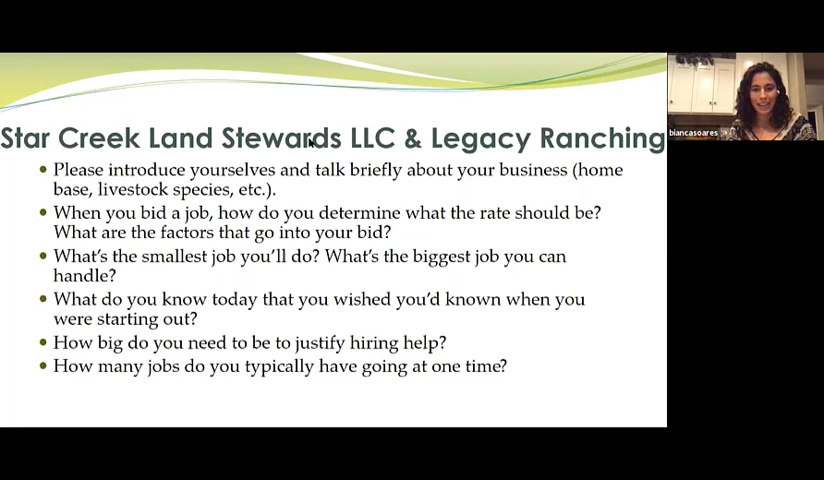 Star Creek Land Stewards LLC & Legacy Ranching
• Please introduce yourselves and talk briefly about your business (home
base, livestock species, etc.).
• When you bid a job, how do you determine what the rate should be?
What are the factors that go into your bid?
• What's the smallest job you'll do? What's the biggest job you can
handle?
• What do you know today that you wished you'd known when you
were starting out?
• How big do you need to be to justify hiring help?
• How many jobs do you typically have going at one time?
biancasoares